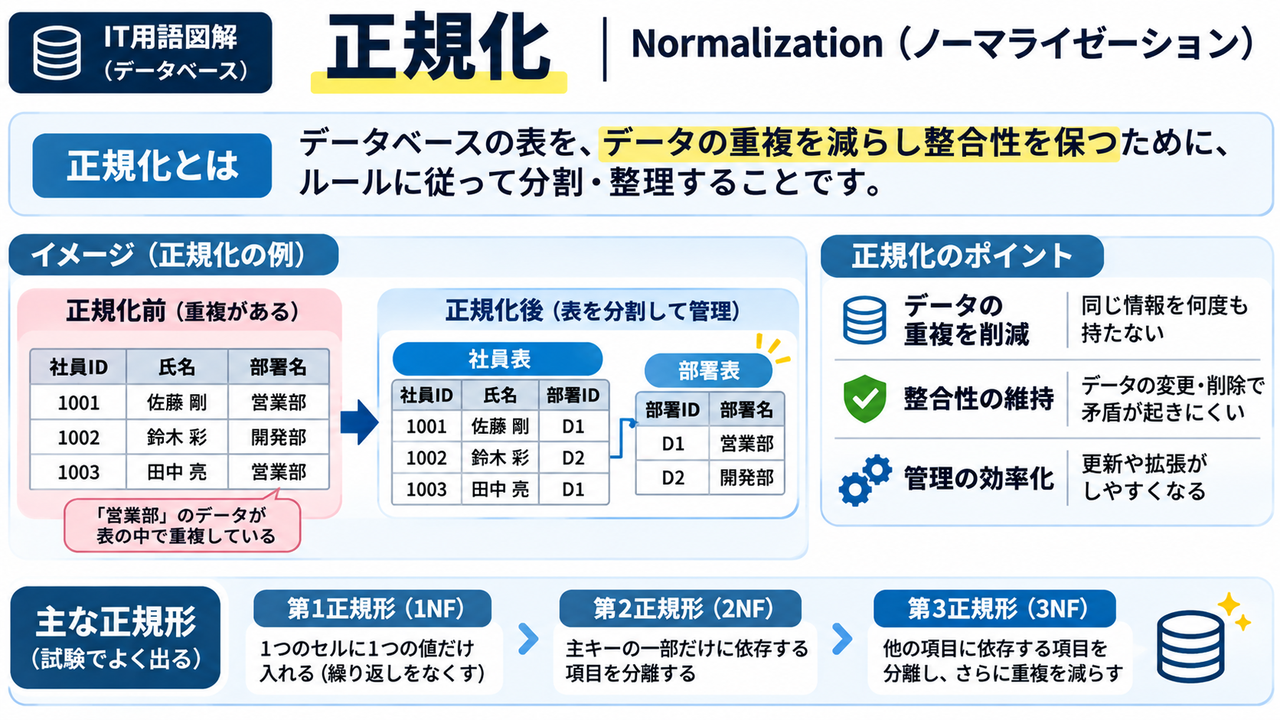 IT用語図解
（データベース）
正規化
Normalization（ノーマライゼーション）
正規化とは
データベースの表を、データの重複を減らし整合性を保つために、
ルールに従って分割・整理することです。
イメージ（正規化の例）
正規化前（重複がある）
社員ID 氏名 部署名
1001 佐藤 剛 営業部
1002 鈴木 彩 開発部
1003 田中 亮 営業部
「営業部」のデータが
表の中で重複している
正規化後（表を分割して管理）
社員表
社員ID 氏名 部署ID
1001 佐藤 剛 D1
1002 鈴木 彩 D2
1003 田中 亮 D1
部署表
部署ID 部署名
D1 営業部
D2 開発部
正規化のポイント
データの
重複を削減
同じ情報を何度も
持たない
整合性の維持
データの変更・削除で
矛盾が起きにくい
管理の効率化
更新や拡張が
しやすくなる
主な正規形
（試験でよく出る）
第1正規形（1NF）
1つのセルに1つの値だけ
入れる（繰り返しをなくす）
第2正規形（2NF）
主キーの一部だけに依存する
項目を分離する
第3正規形（3NF）
他の項目に依存する項目を
分離し、さらに重複を減らす